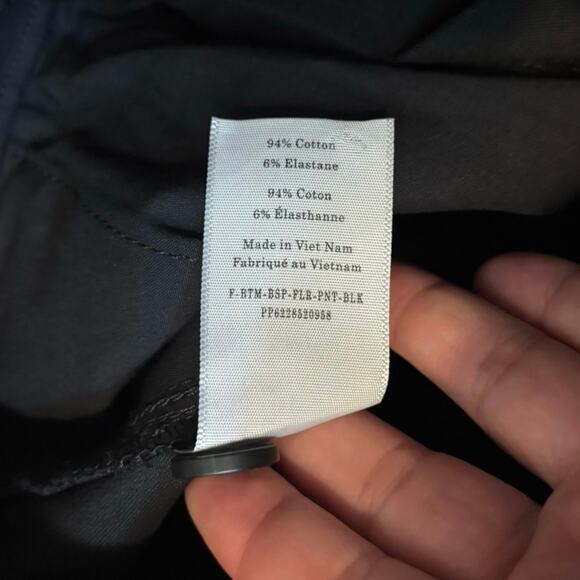 94% Cotton
6% Elastane
94% Coton
6% Élasthanne
Made in Viet Nam
Fabriqué au Vietnam
F-BTM-BSP-FLR-PNT-BLK
PP6228520958